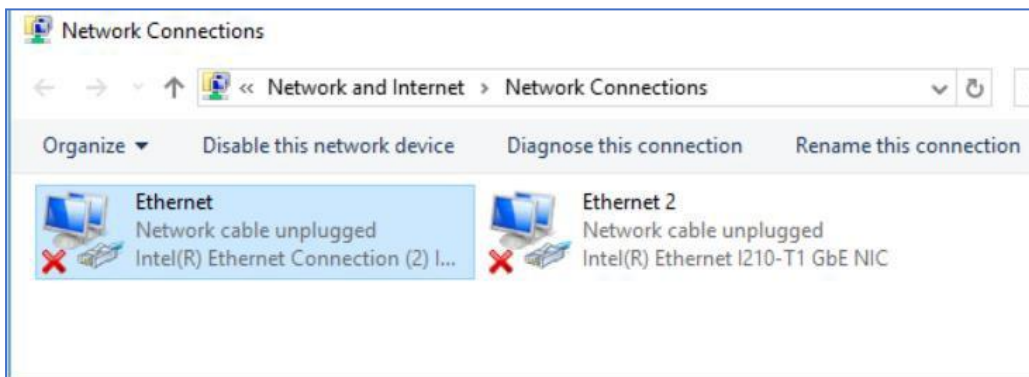 Network Connections
« Network and Internet > Network Connections
Organize Disable this network device Diagnose this connection Rename this connection
Ethernet
Network cable unplugged
Intel(R) Ethernet Connection (2) I...
Ethernet 2
Network cable unplugged
Intel(R) Ethernet I210-T1 GbE NIC